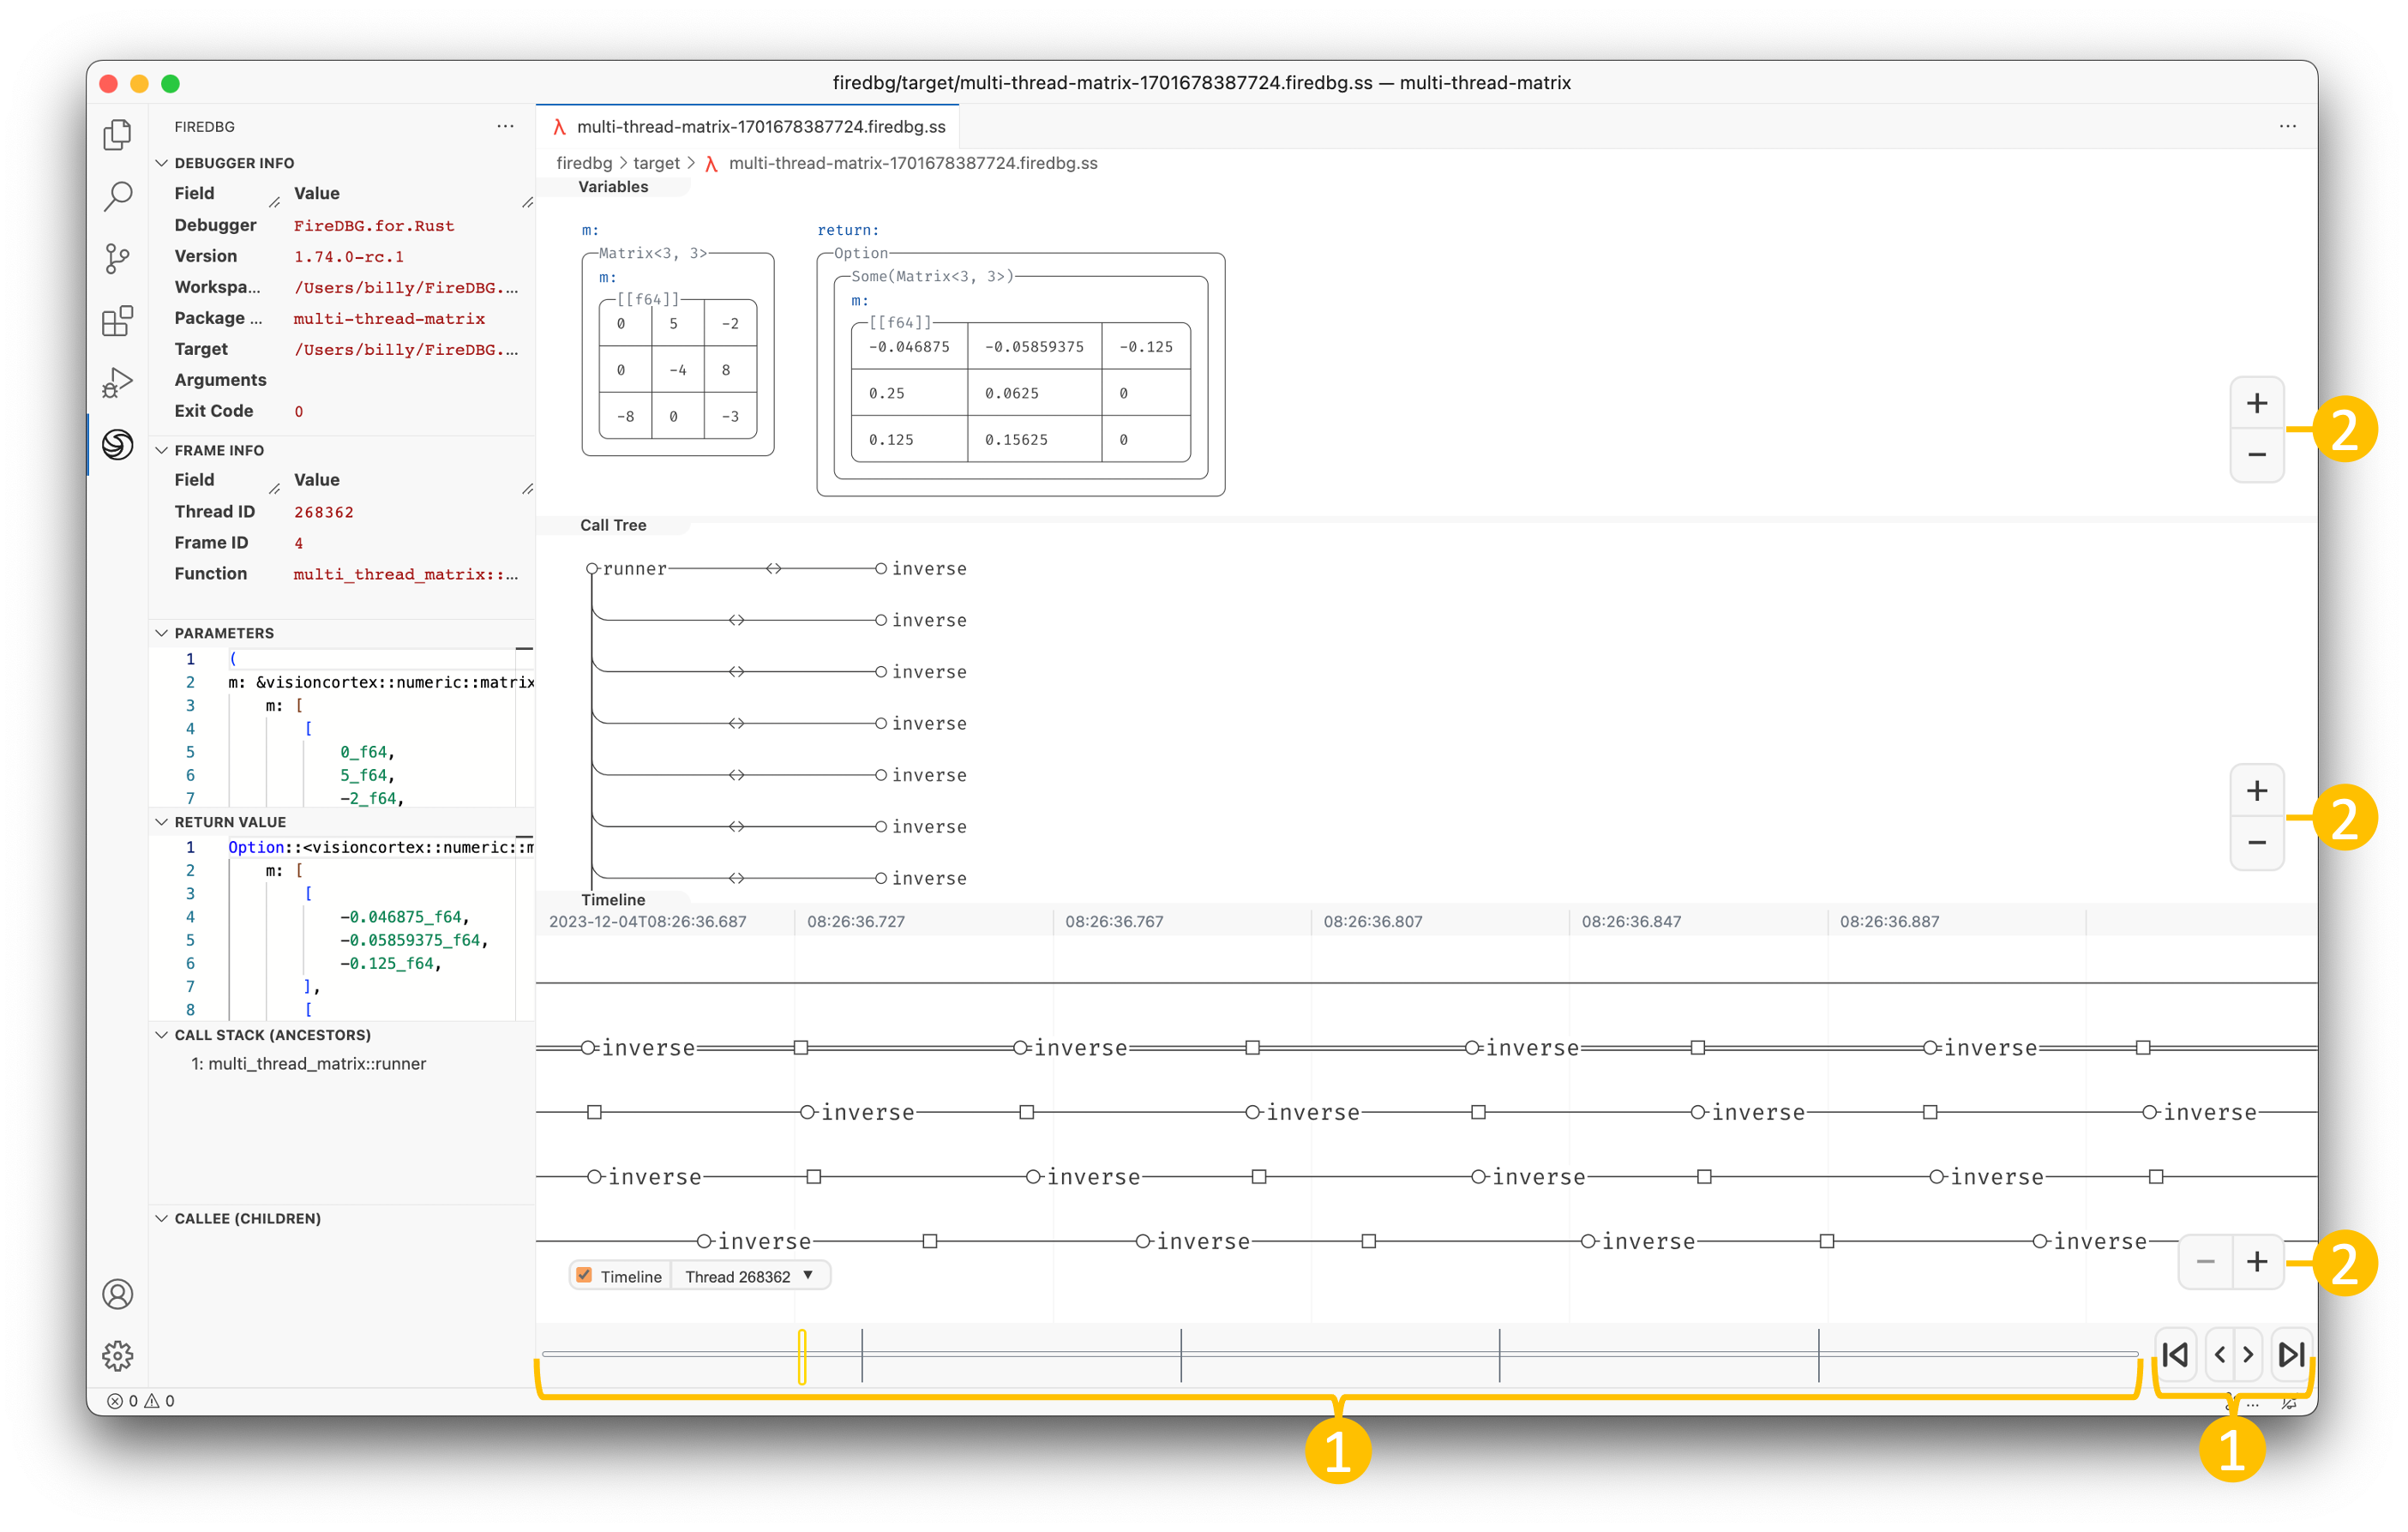 firedbg/target/multi-thread-matrix-1701678387724.firedbg.ss — multi-thread-matrix
FIREDBG
DEBUGGER INFO
Field Value
Debugger FireDBG.for.Rust
Version 1.74.0-rc.1
Workspa... /Users/billy/FireDBG....
Package ... multi-thread-matrix
Target /Users/billy/FireDBG....
Arguments
Exit Code 0
FRAME INFO
Field Value
Thread ID 268362
Frame ID 4
Function multi_thread_matrix::...
PARAMETERS
1 (
2 m: &visioncortex::numeric::matrix
3 m: [
4 [
5 0_f64,
6 5_f64,
7 -2_f64,
RETURN VALUE
1 Option::<visioncortex::numeric::m
2 m: [
3 [
4 -0.046875_f64,
5 -0.05859375_f64,
6 -0.125_f64,
7 ],
8 [
CALL STACK (ANCESTORS)
1: multi_thread_matrix::runner
CALLEE (CHILDREN)
0 0
λ multi-thread-matrix-1701678387724.firedbg.ss
firedbg > target > λ multi-thread-matrix-1701678387724.firedbg.ss
Variables
m:
Matrix<3, 3>
m:
[[f64]]
0 5 -2
0 -4 8
-8 0 -3
return:
Option
Some(Matrix<3, 3>)
m:
[[f64]]
-0.046875 -0.05859375 -0.125
0.25 0.0625 0
0.125 0.15625 0
+
−
2
Call Tree
runner <> inverse
<> inverse
<> inverse
<> inverse
<> inverse
<> inverse
<> inverse
+
−
2
Timeline
2023-12-04T08:26:36.687 08:26:36.727 08:26:36.767 08:26:36.807 08:26:36.847 08:26:36.887
inverse inverse inverse inverse
inverse inverse inverse inverse
inverse inverse inverse inverse
inverse inverse inverse inverse
Timeline Thread 268362 ▼
− +
2
< >
1 1